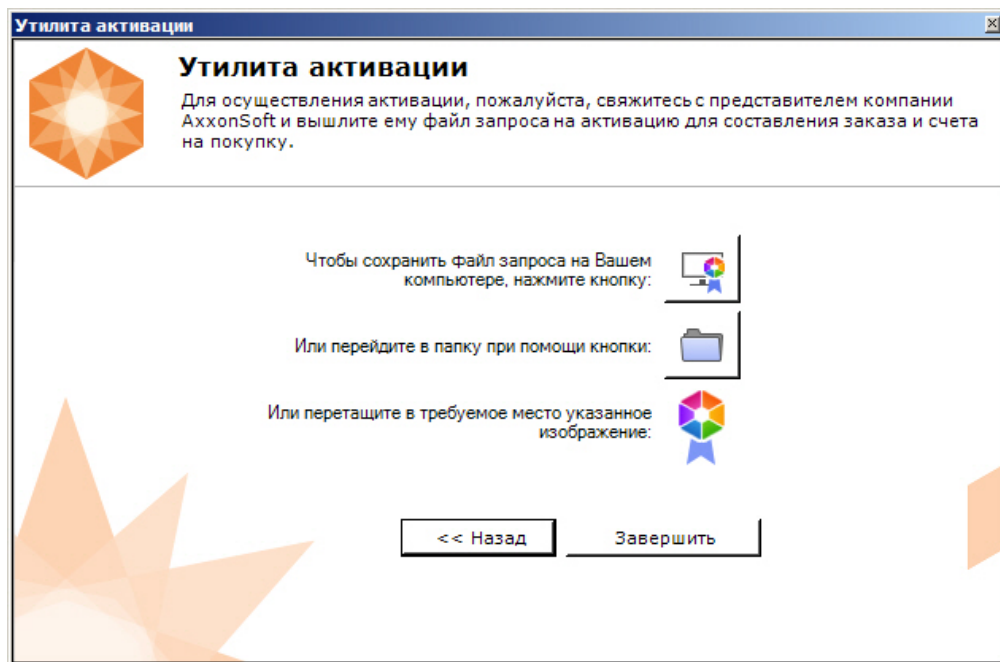 Утилита активации
Утилита активации
Для осуществления активации, пожалуйста, свяжитесь с представителем компании
AxxonSoft и вышлите ему файл запроса на активацию для составления заказа и счета
на покупку.
Чтобы сохранить файл запроса на Вашем
компьютере, нажмите кнопку:
Или перейдите в папку при помощи кнопки:
Или перетащите в требуемое место указанное
изображение:
<< Назад
Завершить